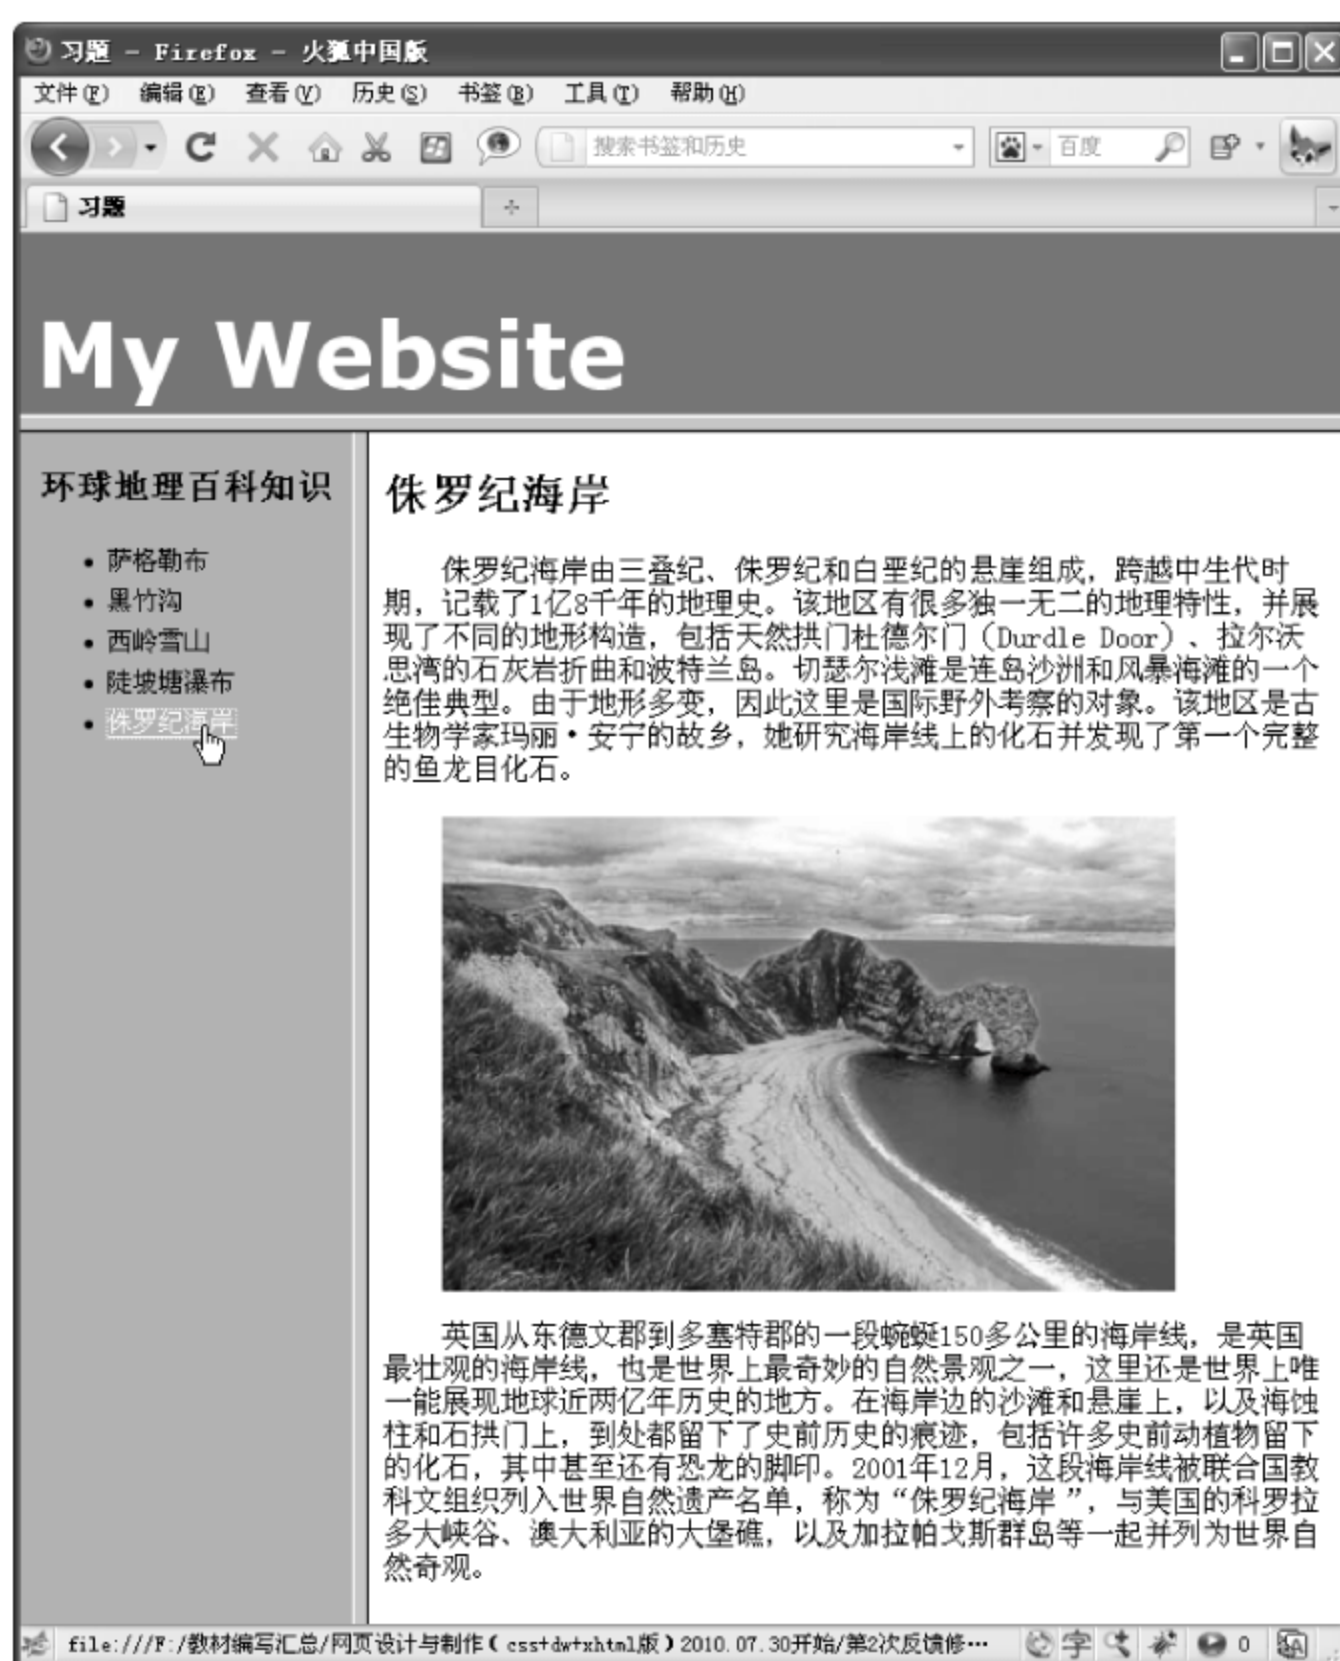 习题 - Firefox - 火狐中国版
文件(F) 编辑(E) 查看(V) 历史(S) 书签(B) 工具(T) 帮助(H)
搜索书签和历史 百度
习题
My Website
环球地理百科知识
• 萨格勒布
• 黑竹沟
• 西岭雪山
• 陡坡塘瀑布
• 侏罗纪海岸
侏罗纪海岸
侏罗纪海岸由三叠纪、侏罗纪和白垩纪的悬崖组成，跨越中生代时
期，记载了1亿8千年的地理史。该地区有很多独一无二的地理特性，并展
现了不同的地形构造，包括天然拱门杜德尔门（Durdle Door）、拉尔沃
思湾的石灰岩折曲和波特兰岛。切瑟尔浅滩是连岛沙洲和风暴海滩的一个
绝佳典型。由于地形多变，因此这里是国际野外考察的对象。该地区是古
生物学家玛丽·安宁的故乡，她研究海岸线上的化石并发现了第一个完整
的鱼龙目化石。
英国从东德文郡到多塞特郡的一段蜿蜒150多公里的海岸线，是英国
最壮观的海岸线，也是世界上最奇妙的自然景观之一，这里还是世界上唯
一能展现地球近两亿年历史的地方。在海岸边的沙滩和悬崖上，以及海蚀
柱和石拱门上，到处都留下了史前历史的痕迹，包括许多史前动植物留下
的化石，其中甚至还有恐龙的脚印。2001年12月，这段海岸线被联合国教
科文组织列入世界自然遗产名单，称为“侏罗纪海岸 ”，与美国的科罗拉
多大峡谷、澳大利亚的大堡礁，以及加拉帕戈斯群岛等一起并列为世界自
然奇观。
file:///F:/教材编写汇总/网页设计与制作(css+dw+xhtml版)2010.07.30开始/第2次反馈修… 字 0